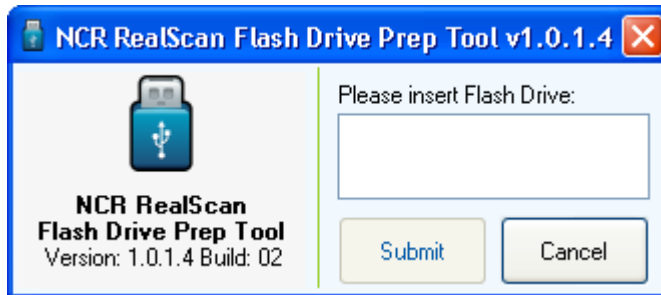 NCR RealScan Flash Drive Prep Tool v1.0.1.4
NCR RealScan
Flash Drive Prep Tool
Version: 1.0.1.4 Build: 02
Please insert Flash Drive:
Submit
Cancel